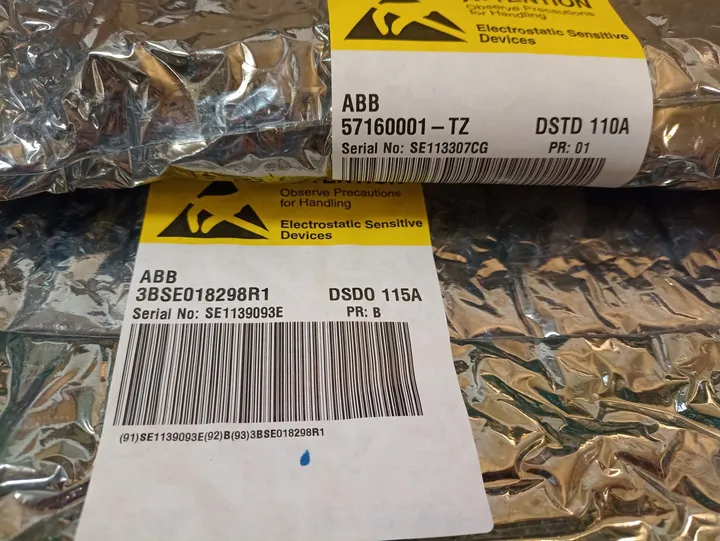 ATTENTION
Observe Precautions
for Handling
Electrostatic Sensitive
Devices
ABB
57160001-TZ DSTD 110A
Serial No: SE113307CG PR: 01
Observe Precautions
for Handling
Electrostatic Sensitive
Devices
ABB
3BSE018298R1 DSDO 115A
Serial No: SE1139093E PR: B
(91)SE1139093E(92)B(93)3BSE018298R1